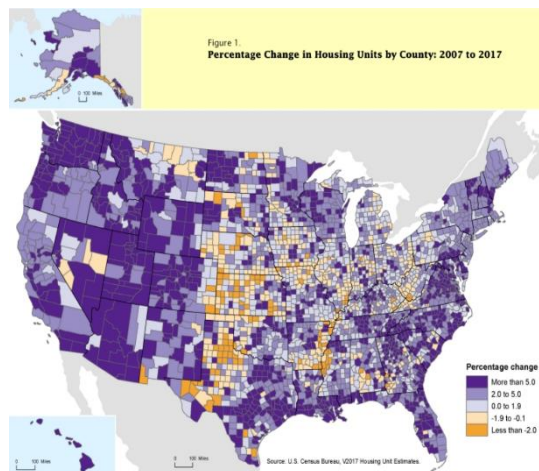 Figure 1.
Percentage Change in Housing Units by County: 2007 to 2017
0 100 Miles
Percentage change
More than 5.0
2.0 to 5.0
0.0 to 1.9
-1.9 to -0.1
Less than -2.0
0 100 Miles
0 100 Miles
Source: U.S. Census Bureau, V2017 Housing Unit Estimates.